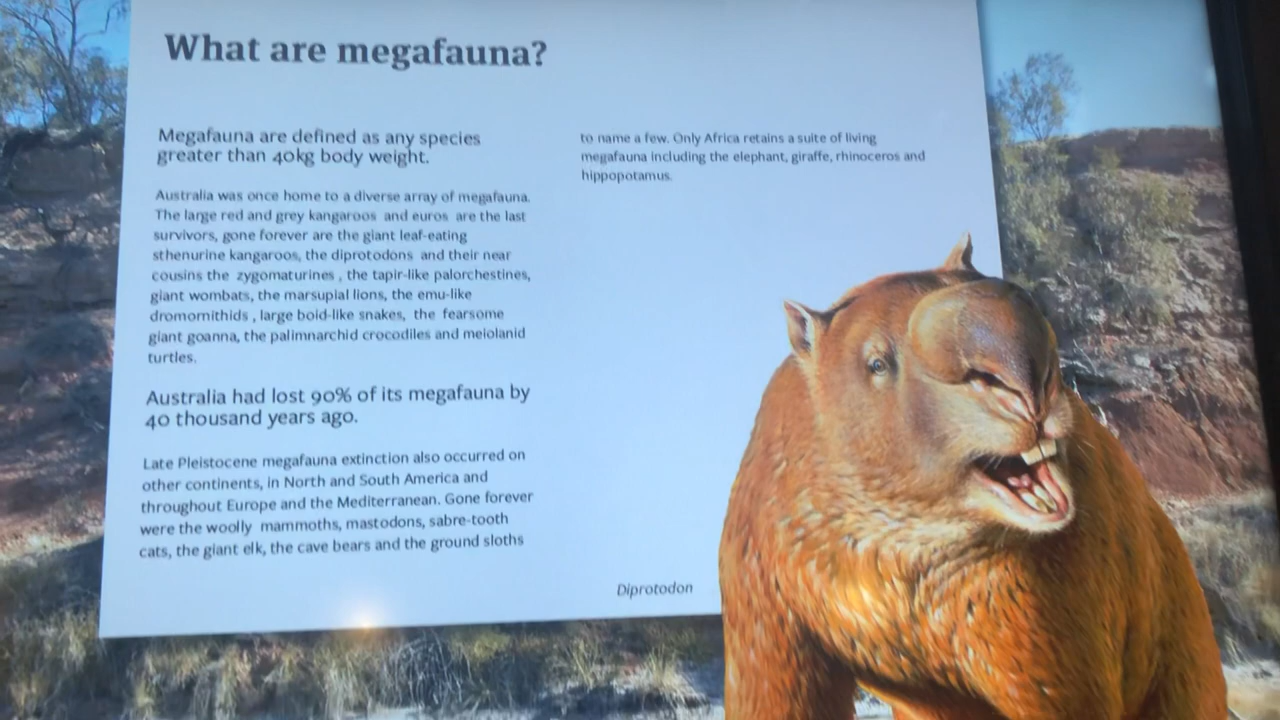 What are megafauna?
Megafauna are defined as any species
greater than 40kg body weight.
Australia was once home to a diverse array of megafauna.
The large red and grey kangaroos and euros are the last
survivors, gone forever are the giant leaf-eating
sthenurine kangaroos, the diprotodons and their near
cousins the zygomaturines , the tapir-like palorchestines,
giant wombats, the marsupial lions, the emu-like
dromornithids , large boid-like snakes, the fearsome
giant goanna, the palimnarchid crocodiles and meiolanid
turtles.
Australia had lost 90% of its megafauna by
40 thousand years ago.
Late Pleistocene megafauna extinction also occurred on
other continents, in North and South America and
throughout Europe and the Mediterranean. Gone forever
were the woolly mammoths, mastodons, sabre-tooth
cats, the giant elk, the cave bears and the ground sloths
to name a few. Only Africa retains a suite of living
megafauna including the elephant, giraffe, rhinoceros and
hippopotamus.
Diprotodon